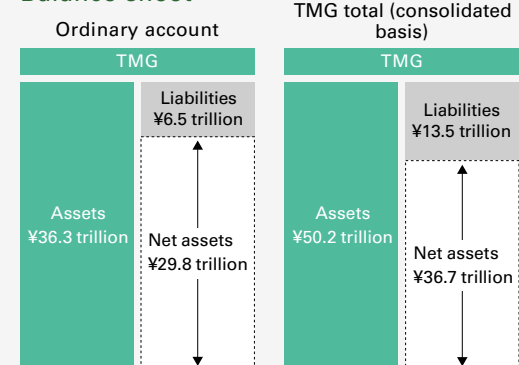 Balance sheet
Ordinary account
TMG
Liabilities
¥6.5 trillion
Assets
¥36.3 trillion
Net assets
¥29.8 trillion
TMG total (consolidated
basis)
TMG
Liabilities
¥13.5 trillion
Assets
¥50.2 trillion
Net assets
¥36.7 trillion